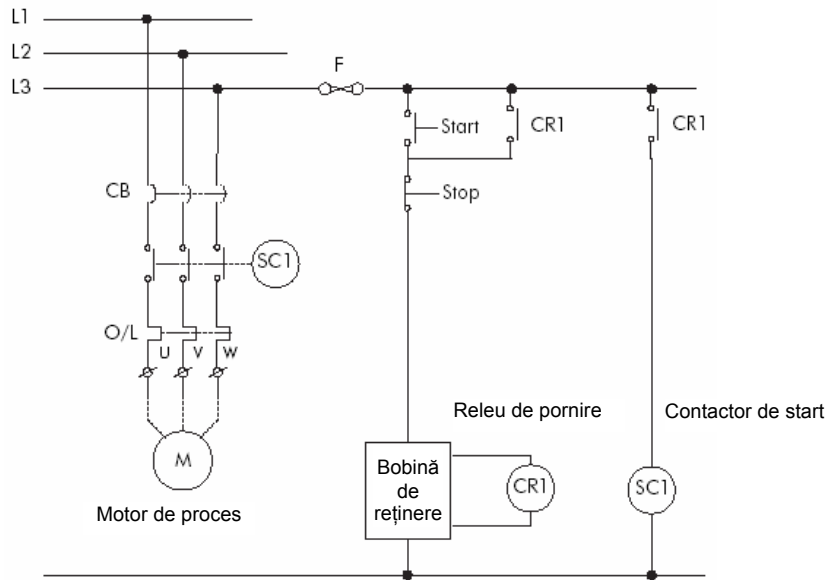 L1
L2
L3
F
Start
CR1
CR1
Stop
CB
SC1
O/L
U V W
M
Motor de proces
Releu de pornire
Contactor de start
Bobină
de
reținere
CR1
SC1